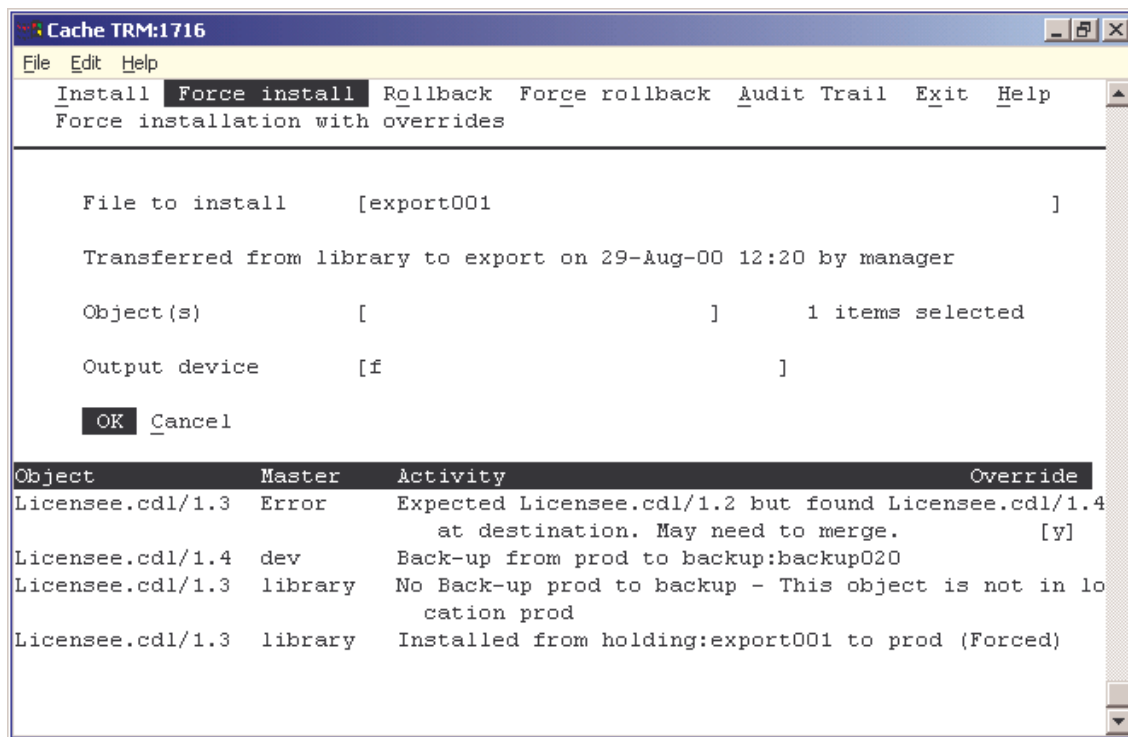 Cache TRM:1716
File Edit Help
Install Force install Rollback Force rollback Audit Trail Exit Help
Force installation with overrides
File to install [export001 ]
Transferred from library to export on 29-Aug-00 12:20 by manager
Object(s) [ ] 1 items selected
Output device [f ]
OK Cancel
Object Master Activity Override
Licensee.cdl/1.3 Error Expected Licensee.cdl/1.2 but found Licensee.cdl/1.4
at destination. May need to merge. [y]
Licensee.cdl/1.4 dev Back-up from prod to backup:backup020
Licensee.cdl/1.3 library No Back-up prod to backup - This object is not in lo
cation prod
Licensee.cdl/1.3 library Installed from holding:export001 to prod (Forced)